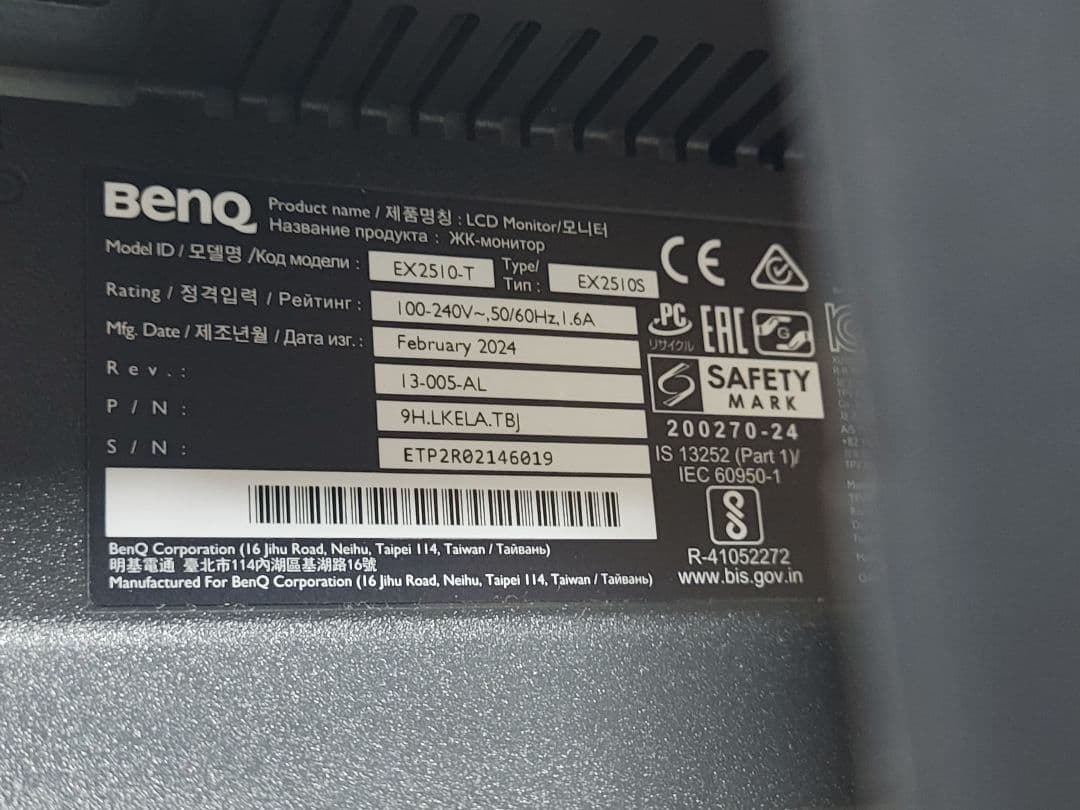 BenQ
Product name / 제품명칭 : LCD Monitor/모니터
Название продукта : ЖК-монитор
Model ID / 모델명 /Код модели : EX2510-T Type/ Тип : EX2510S
Rating / 정격입력 / Рейтинг : 100-240V~,50/60Hz,1.6A
Mfg. Date / 제조년월 / Дата изг. : February 2024
Rev. : 13-005-AL
P / N : 9H.LKELA.TBJ
S / N : ETP2R02146019
BenQ Corporation (16 Jihu Road, Neihu, Taipei 114, Taiwan / Тайвань)
明基電通 臺北市114內湖區基湖路16號
Manufactured For BenQ Corporation (16 Jihu Road, Neihu, Taipei 114, Taiwan / Тайвань)
CE
PC
リサイクル
EAC
G
SAFETY
MARK
200270-24
IS 13252 (Part 1)/
IEC 60950-1
R-41052272
www.bis.gov.in